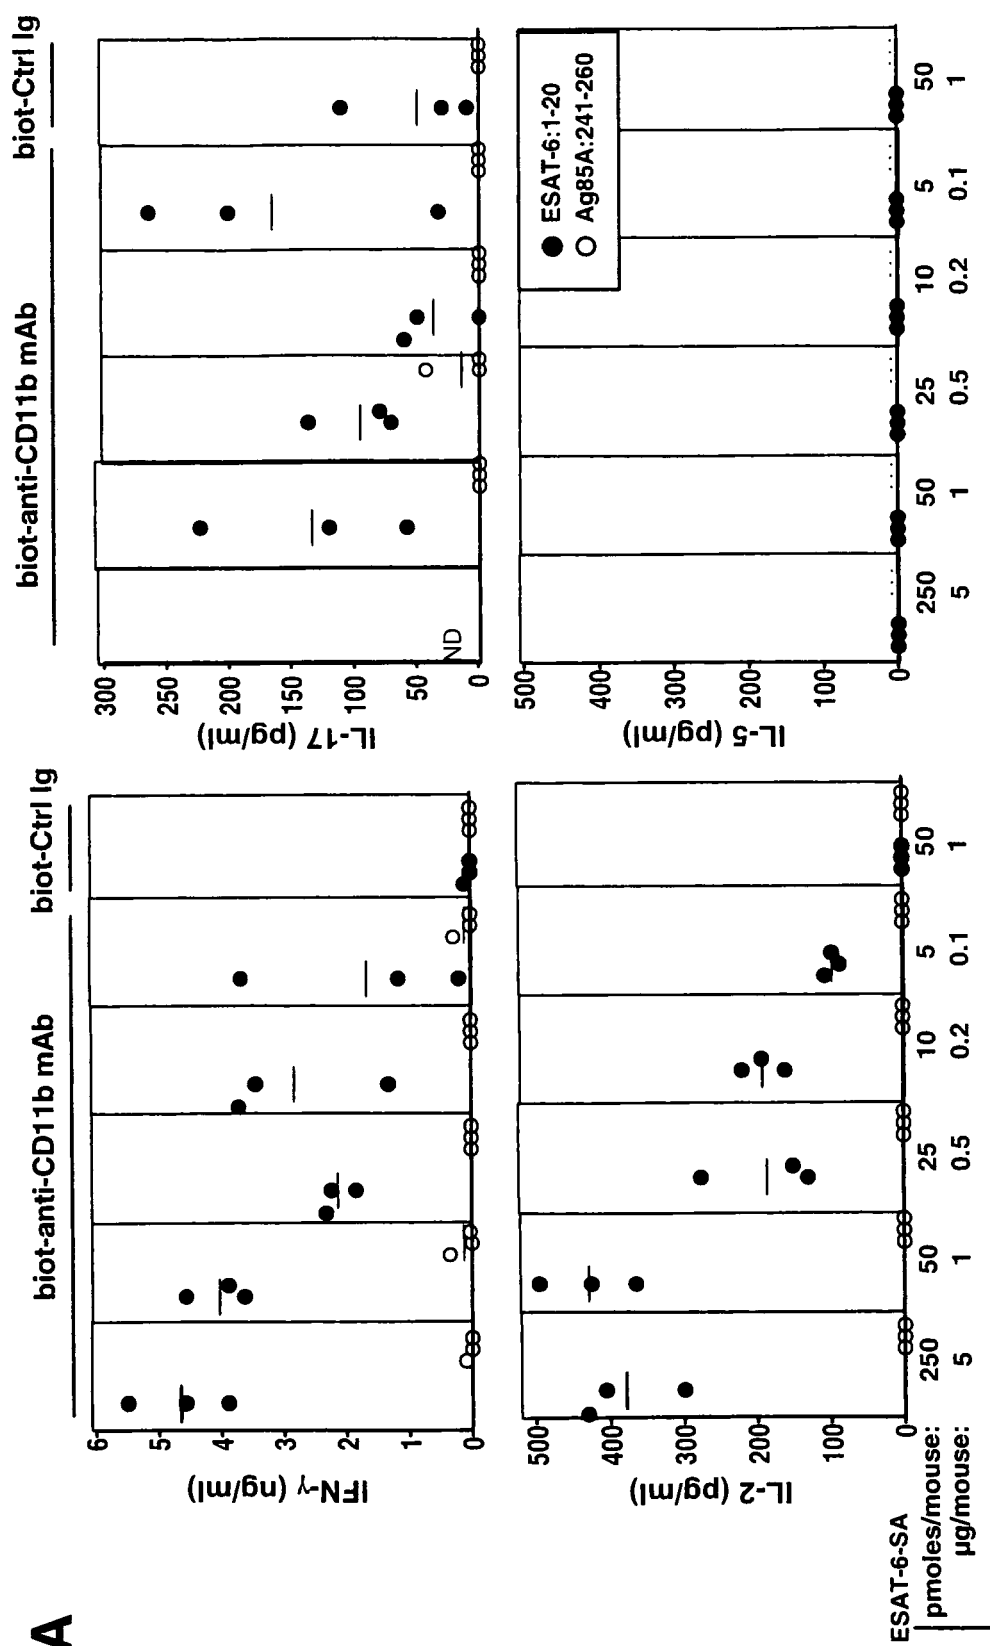 A
biot-anti-CD11b mAb biot-Ctrl Ig
IFN-γ (ng/ml)
6
5
4
3
2
1
0
biot-anti-CD11b mAb biot-Ctrl Ig
IL-17 (pg/ml)
300
250
200
150
100
50
0
ND
IL-2 (pg/ml)
500
400
300
200
100
0
IL-5 (pg/ml)
500
400
300
200
100
0
ESAT-6:1-20
Ag85A:241-260
ESAT-6-SA
pmoles/mouse: 250 50 25 10 5 50 250 50 25 10 5 50
µg/mouse: 5 1 0.5 0.2 0.1 1 5 1 0.5 0.2 0.1 1